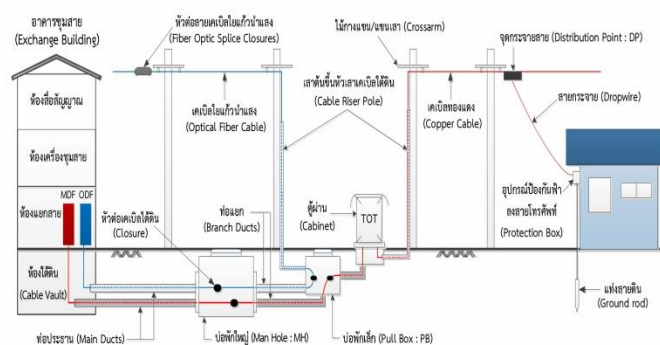 อาคารชุมสาย
(Exchange Building)
หัวต่อสายเคเบิลใยแก้วนำแสง
(Fiber Optic Splice Closures)
ไม้กางแขน/แขนเสา (Crossarm)
จุดกระจายสาย (Distribution Point : DP)
ห้องสื่อสัญญาณ
เคเบิลใยแก้วนำแสง
(Optical Fiber Cable)
เสาต้นขึ้นหัวเสาเคเบิลใต้ดิน
(Cable Riser Pole)
เคเบิลทองแดง
(Copper Cable)
สายกระจาย (Dropwire)
ห้องเครื่องชุมสาย
MDF ODF
ห้องแยกสาย
หัวต่อเคเบิลใต้ดิน
(Closure)
ท่อแยก
(Branch Ducts)
ตู้ผ่าน
(Cabinet)
TOT
อุปกรณ์ป้องกันฟ้า
ลงสายโทรศัพท์
(Protection Box)
ห้องใต้ดิน
(Cable Vault)
แท่งสายดิน
(Ground rod)
ท่อประธาน (Main Ducts)
บ่อพักใหญ่ (Man Hole : MH)
บ่อพักเล็ก (Pull Box : PB)